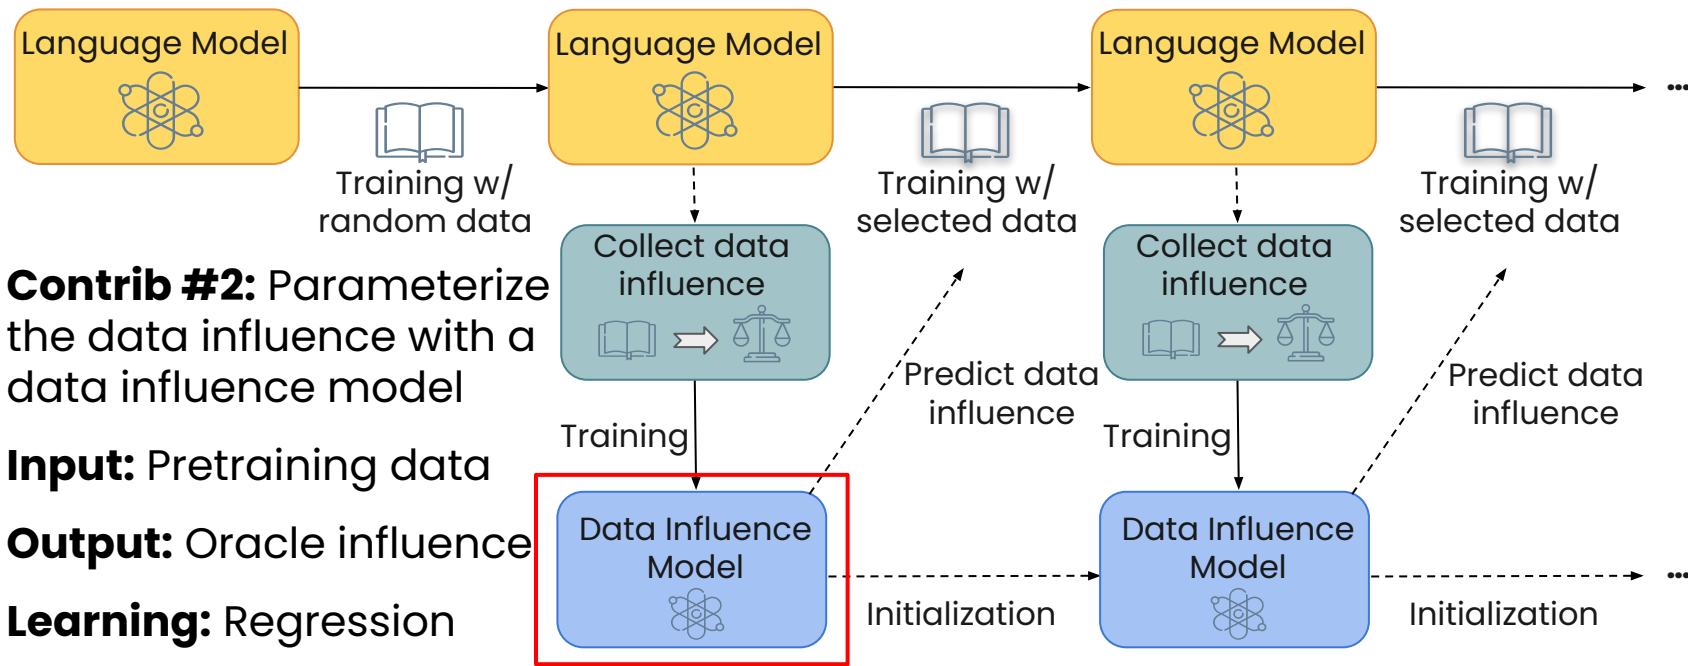 Language Model
Language Model
Language Model
...
Training w/
random data
Training w/
selected data
Training w/
selected data
Collect data
influence
Collect data
influence
Contrib #2: Parameterize
the data influence with a
data influence model
Predict data
influence
Predict data
influence
Training
Training
Input: Pretraining data
Output: Oracle influence
Learning: Regression
Data Influence
Model
Data Influence
Model
...
Initialization
Initialization